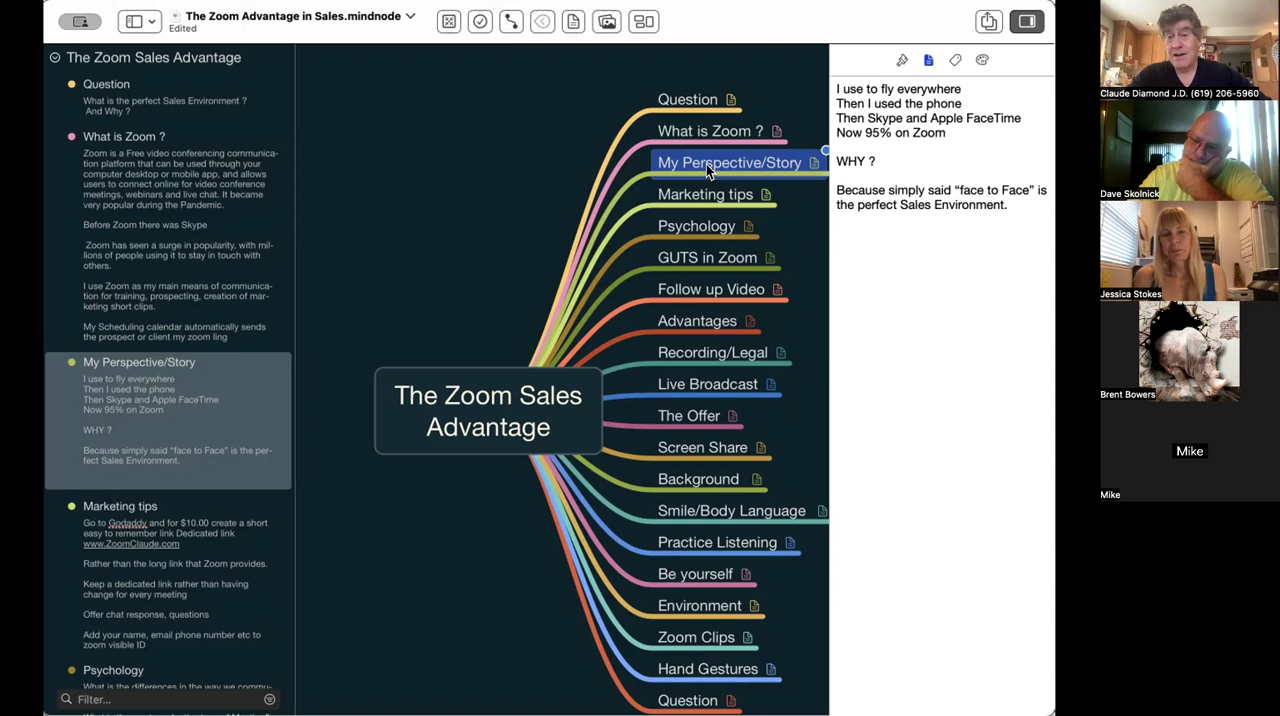 The Zoom Advantage in Sales.mindnode
Edited
The Zoom Sales Advantage
Question
What is the perfect Sales Environment ?
And Why ?
What is Zoom ?
Zoom is a Free video conferencing communica-
tion platform that can be used through your
computer desktop or mobile app, and allows
users to connect online for video conference
meetings, webinars and live chat. It became
very popular during the Pandemic.
Before Zoom there was Skype
Zoom has seen a surge in popularity, with mil-
lions of people using it to stay in touch with
others.
I use Zoom as my main means of communica-
tion for training, prospecting, creation of mar-
keting short clips.
My Scheduling calendar automatically sends
the prospect or client my zoom ling
My Perspective/Story
I use to fly everywhere
Then I used the phone
Then Skype and Apple FaceTime
Now 95% on Zoom
WHY ?
Because simply said “face to Face” is the per-
fect Sales Environment.
Marketing tips
Go to Godaddy and for $10.00 create a short
easy to remember link Dedicated link
www.ZoomClaude.com
Rather than the long link that Zoom provides.
Keep a dedicated link rather than having
change for every meeting
Offer chat response, questions
Add your name, email phone number etc to
zoom visible ID
Psychology
What is the differences in the way we commu-
Filter...
The Zoom Sales
Advantage
Question
What is Zoom ?
My Perspective/Story
Marketing tips
Psychology
GUTS in Zoom
Follow up Video
Advantages
Recording/Legal
Live Broadcast
The Offer
Screen Share
Background
Smile/Body Language
Practice Listening
Be yourself
Environment
Zoom Clips
Hand Gestures
Question
I use to fly everywhere
Then I used the phone
Then Skype and Apple FaceTime
Now 95% on Zoom
WHY ?
Because simply said “face to Face” is
the perfect Sales Environment.
Claude Diamond J.D. (619) 206-5960
Dave Skolnick
Jessica Stokes
Brent Bowers
Mike
Mike